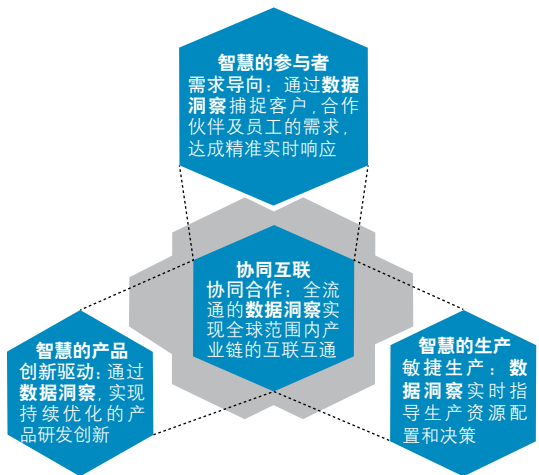 智慧的参与者
需求导向：通过数据
洞察捕捉客户，合作
伙伴及员工的需求，
达成精准实时响应
协同互联
协同合作：全流
通的数据洞察实
现全球范围内产
业链的互联互通
智慧的产品
创新驱动：通过
数据洞察，实现
持续优化的产
品研发创新
智慧的生产
敏捷生产：数
据洞察实时指
导生产资源配
置和决策